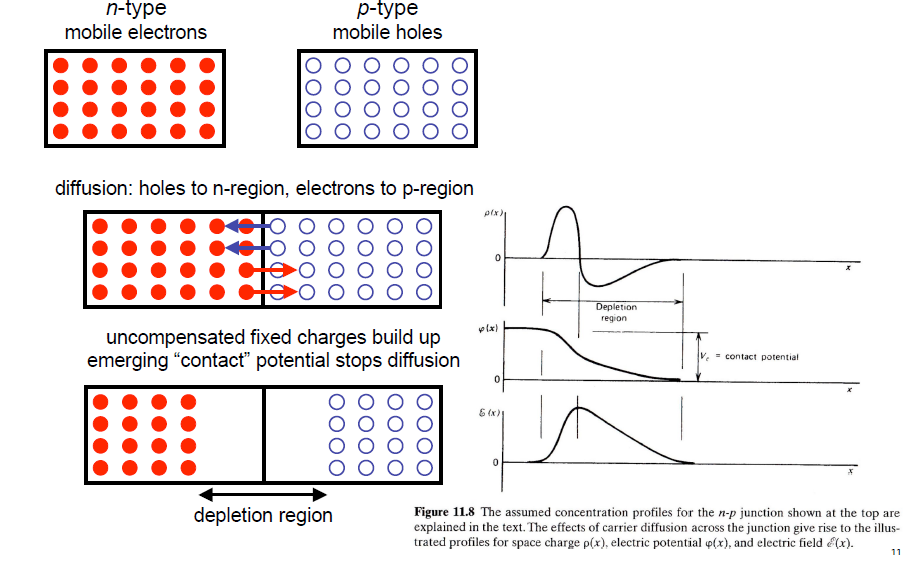 n-type
mobile electrons
p-type
mobile holes
diffusion: holes to n-region, electrons to p-region
uncompensated fixed charges build up
emerging “contact” potential stops diffusion
depletion region
ρ(x)
0
x
Depletion
region
φ(x)
Vc = contact potential
0
x
ℰ(x)
0
x
Figure 11.8 The assumed concentration profiles for the n-p junction shown at the top are
explained in the text. The effects of carrier diffusion across the junction give rise to the illus-
trated profiles for space charge ρ(x), electric potential φ(x), and electric field ℰ(x).
11